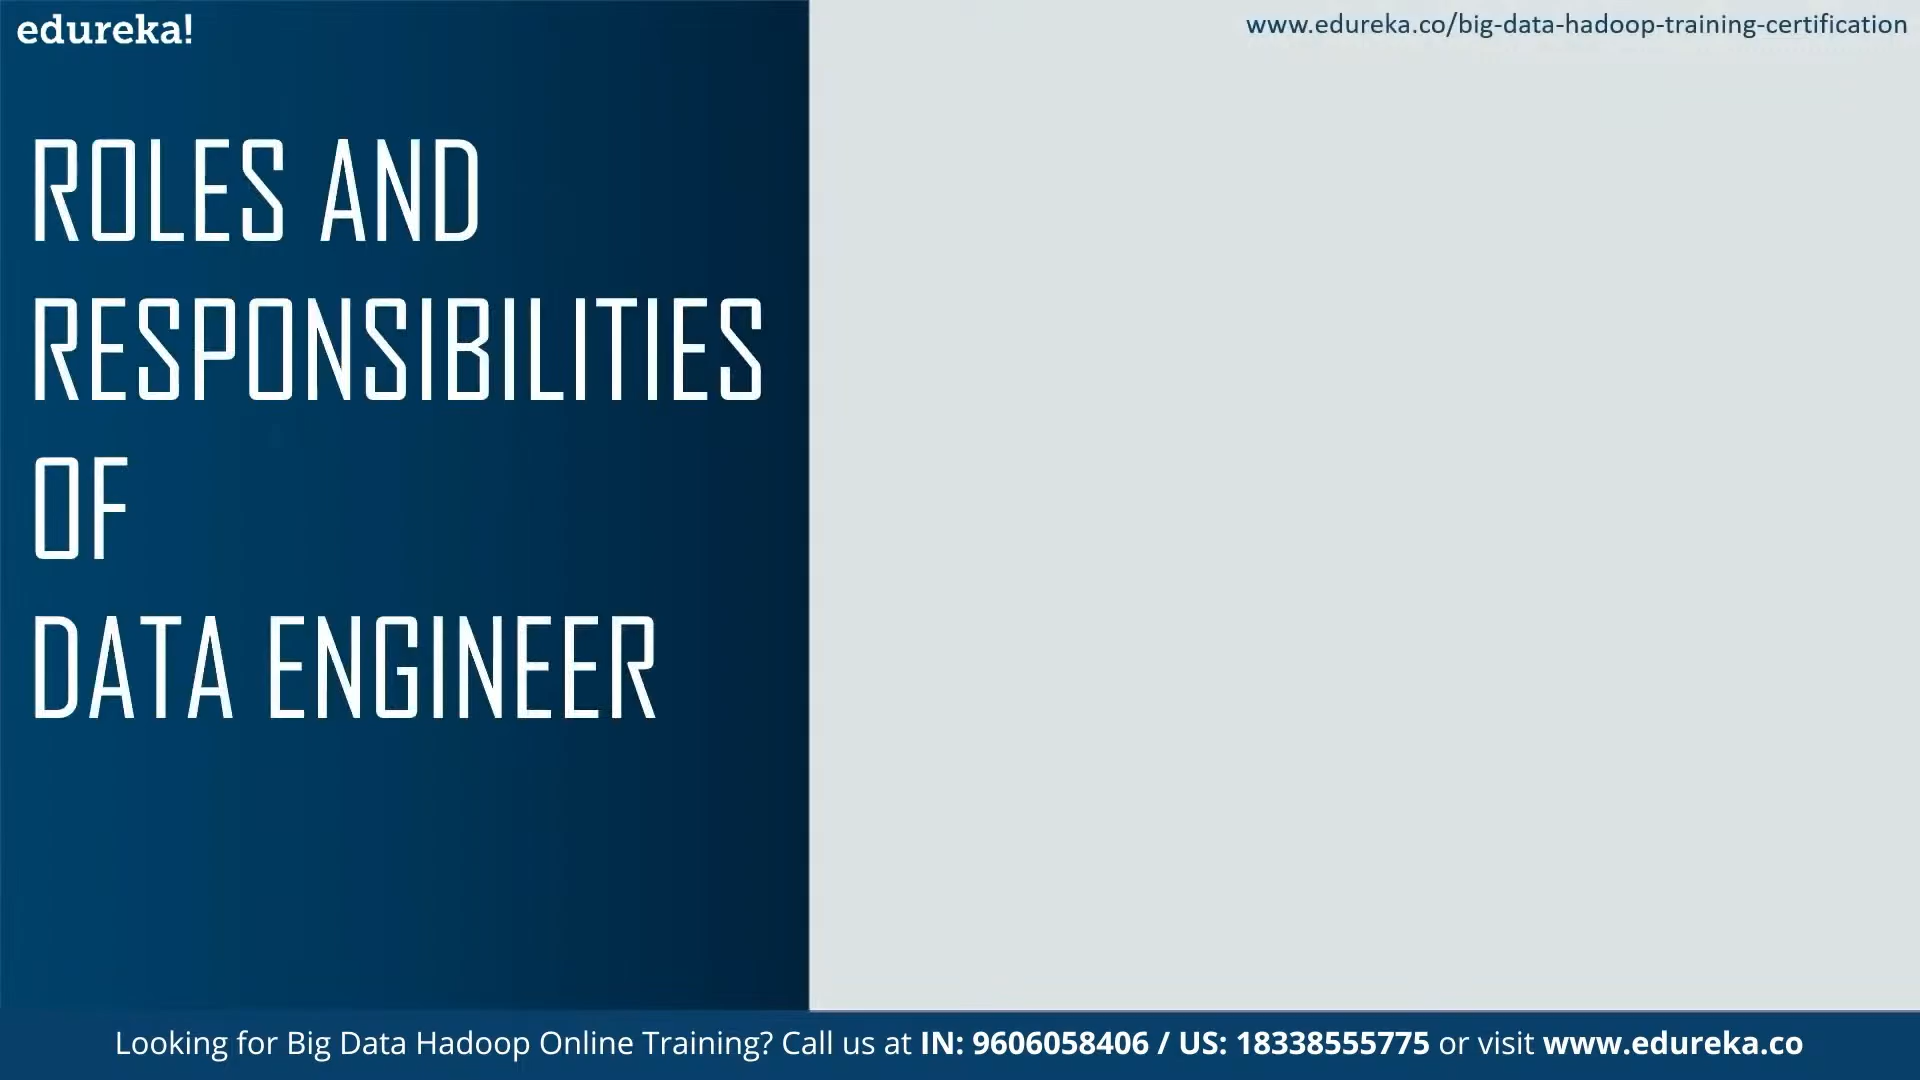 edureka!
www.edureka.co/big-data-hadoop-training-certification
ROLES AND
RESPONSIBILITIES
OF
DATA ENGINEER
Looking for Big Data Hadoop Online Training? Call us at IN: 9606058406 / US: 18338555775 or visit www.edureka.co